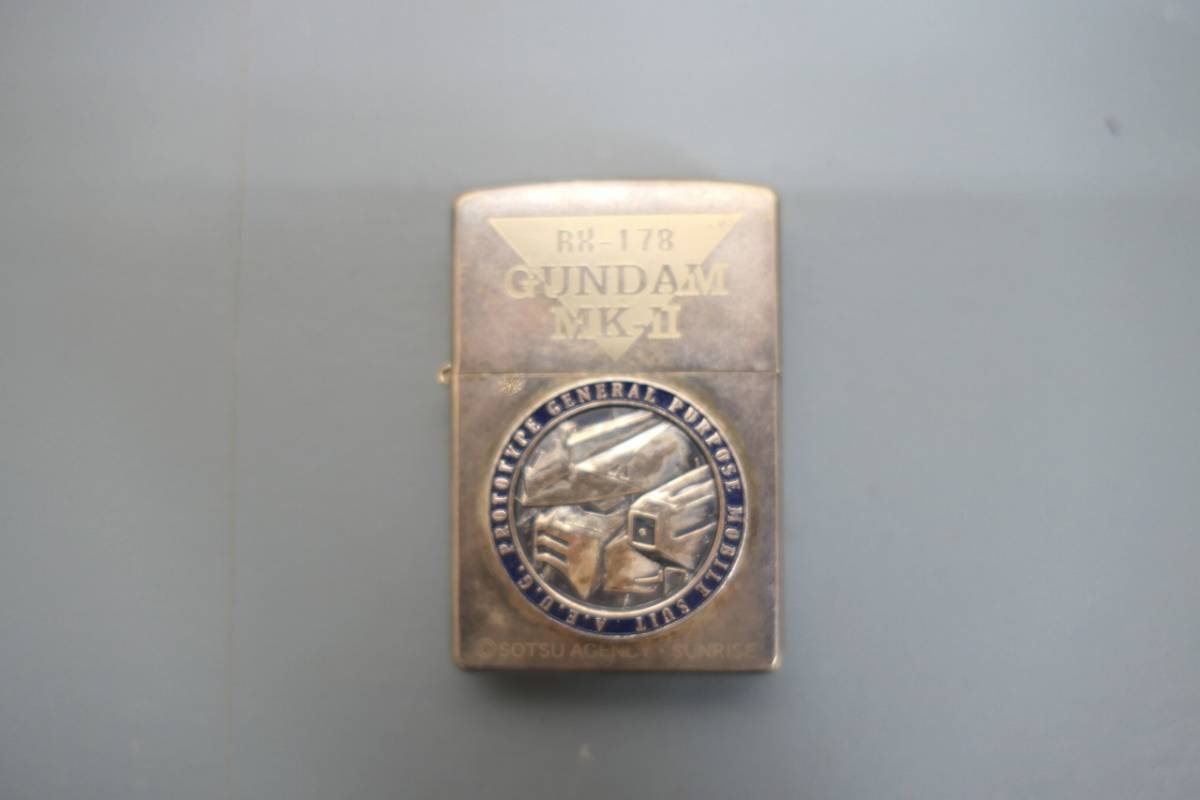 RX-178
GUNDAM
MK-II
PROTOTYPE GENERAL PURPOSE MOBILE SUIT A.E.U.G.
©SOTSU AGENCY・SUNRISE